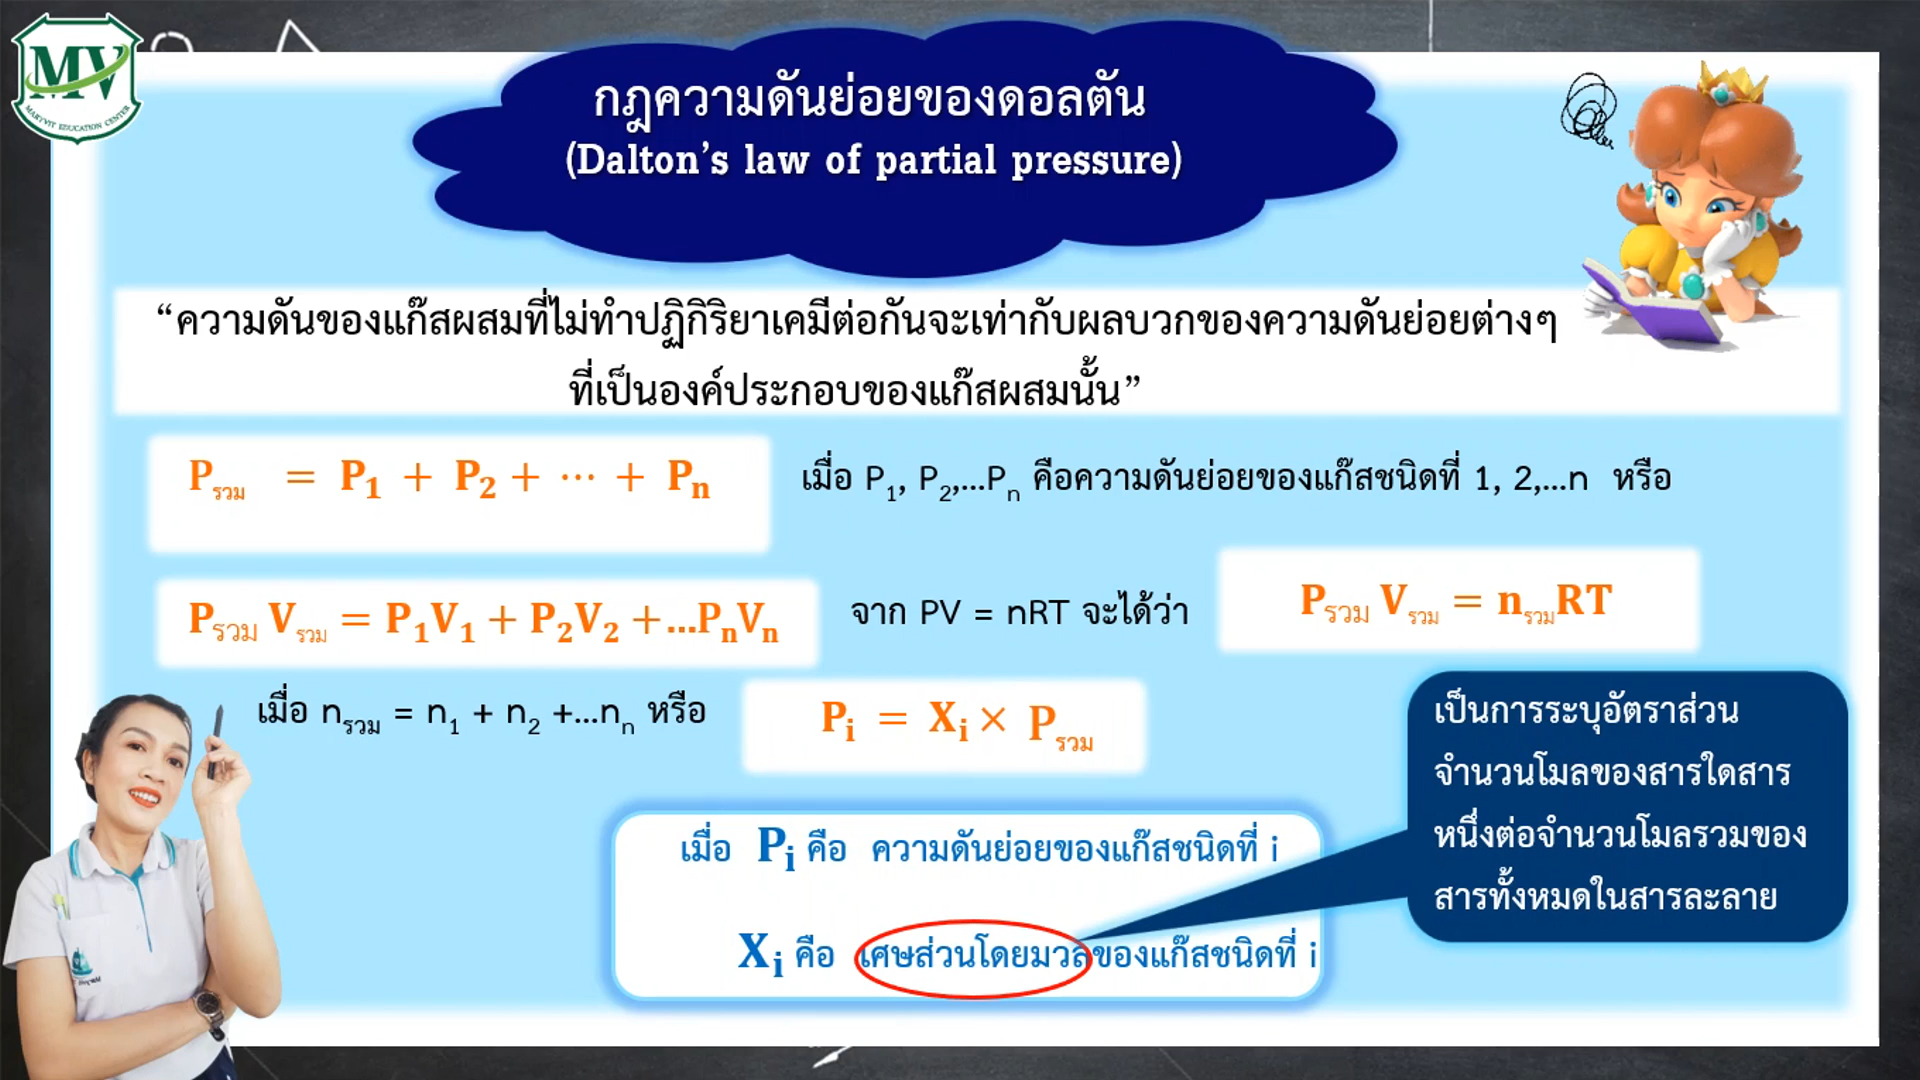 MV
MARYVIT EDUCATION CENTER
กฎความดันย่อยของดอลตัน
(Dalton's law of partial pressure)
“ความดันของแก๊สผสมที่ไม่ทำปฏิกิริยาเคมีต่อกันจะเท่ากับผลบวกของความดันย่อยต่างๆ
ที่เป็นองค์ประกอบของแก๊สผสมนั้น”
Pรวม = P1 + P2 + ⋯ + Pn เมื่อ P1, P2,...Pn คือความดันย่อยของแก๊สชนิดที่ 1, 2,...n หรือ
Pรวม Vรวม = P1V1 + P2V2 +...PnVn จาก PV = nRT จะได้ว่า Pรวม Vรวม = nรวมRT
เมื่อ nรวม = n1 + n2 +...nn หรือ Pi = Xi × Pรวม
เป็นการระบุอัตราส่วน
จำนวนโมลของสารใดสาร
หนึ่งต่อจำนวนโมลรวมของ
สารทั้งหมดในสารละลาย
เมื่อ Pi คือ ความดันย่อยของแก๊สชนิดที่ i
Xi คือ เศษส่วนโดยมวลของแก๊สชนิดที่ i